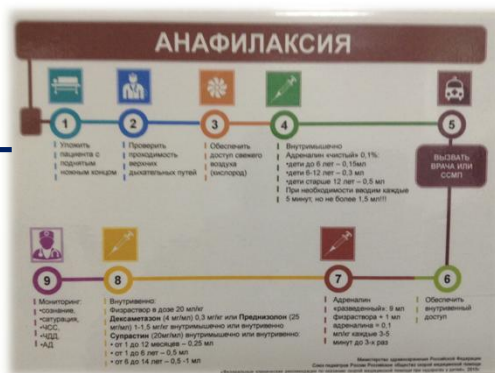 АНАФИЛАКСИЯ
1
2
3
4
5
Уложить
пациента с
поднятым
ножным концом
Проверить
проходимость
верхних
дыхательных путей
Обеспечить
доступ свежего
воздуха
(кислород)
Внутримышечно
Адреналин «чистый» 0,1%:
•дети до 6 лет – 0,15мл
•дети 6-12 лет – 0,3 мл
•дети старше 12 лет – 0,5 мл
При необходимости вводим каждые
5 минут, но не более 1,5 мл!!!
ВЫЗВАТЬ
ВРАЧА ИЛИ
ССМП
6
Обеспечить
внутривенный
доступ
7
Адреналин
«разведенный»: 9 мл
физраствора + 1 мл
адреналина = 0,1
мл/кг каждые 3-5
минут до 3-х раз
8
Внутривенно:
Физраствор в дозе 20 мл/кг
Дексаметазон (4 мг/мл) 0,3 мг/кг или Преднизолон (25
мг/мл) 1-1,5 мг/кг внутримышечно или внутривенно
Супрастин (20мг/мл) внутримышечно или внутривенно:
• от 1 до 12 месяцев – 0,25 мл
• от 1 до 6 лет – 0,5 мл
• от 6 до 14 лет – 0,5 -1 мл
9
Мониторинг:
•сознание,
•сатурация,
•ЧСС,
•ЧДД,
•АД
Министерство здравоохранения Российской Федерации